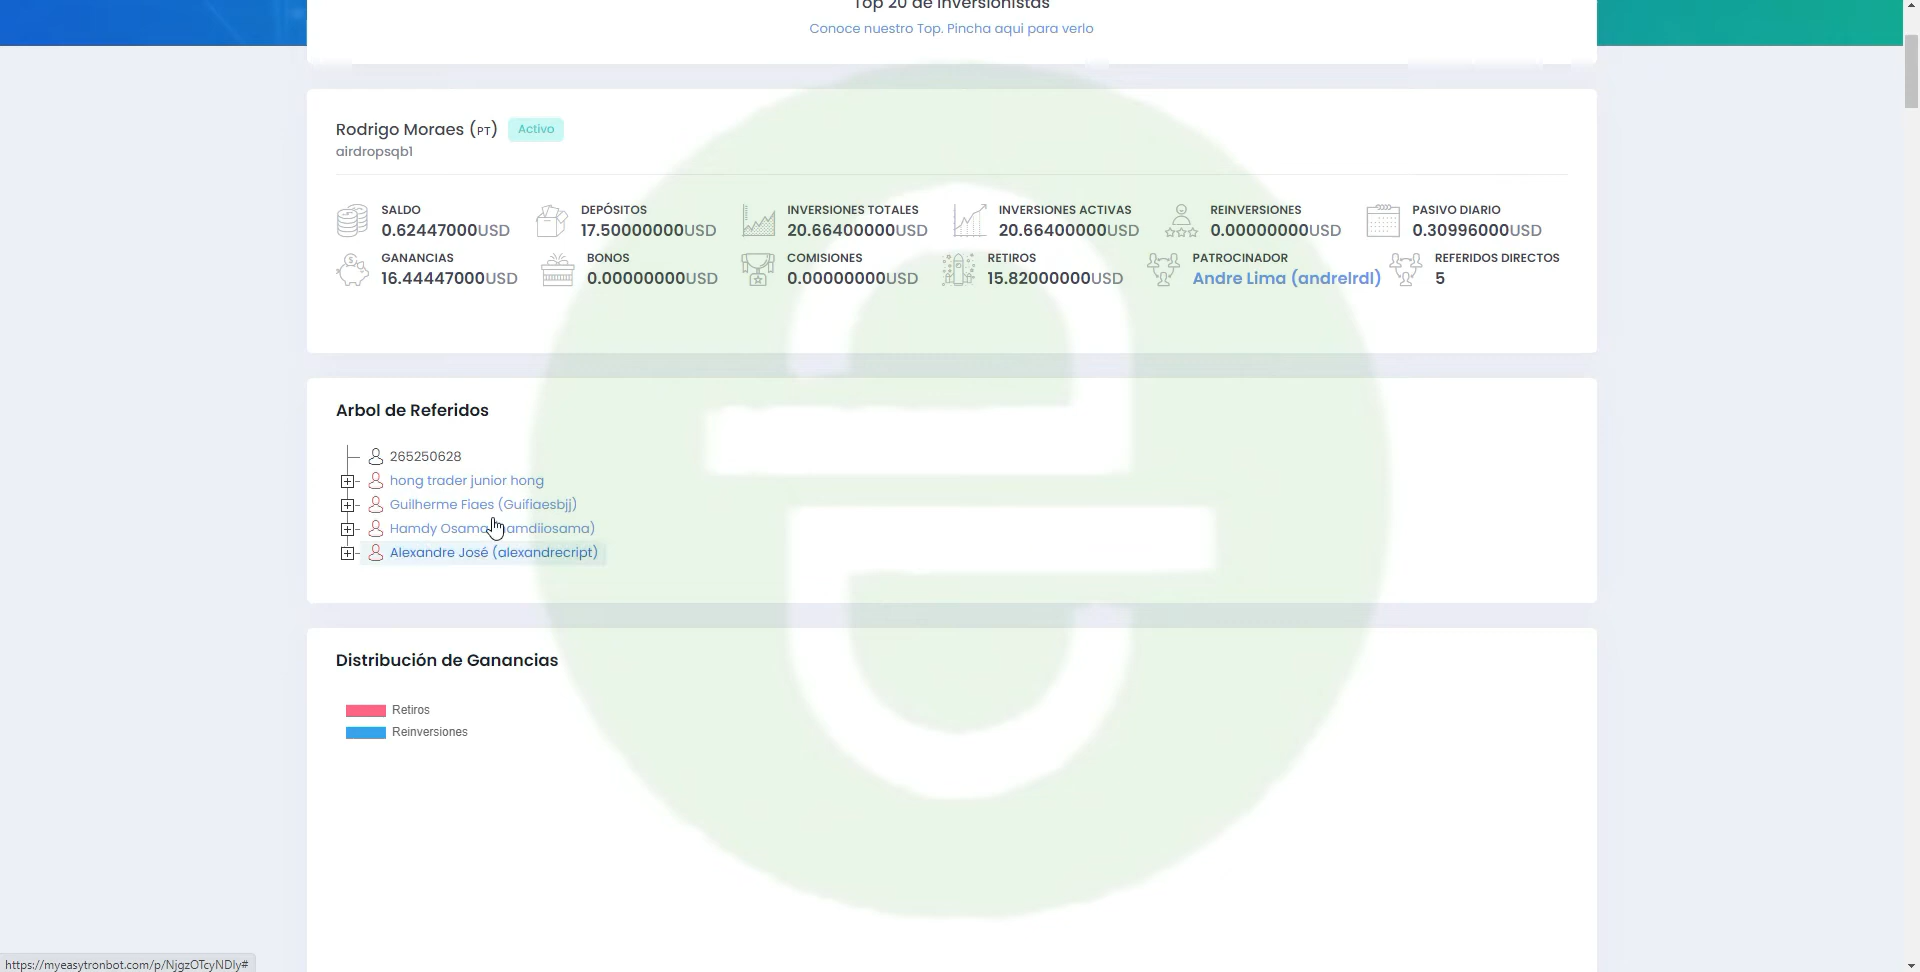 Top 20 de Inversionistas
Conoce nuestro Top. Pincha aqui para verlo
Rodrigo Moraes (PT) Activo
airdropsqb1
SALDO DEPÓSITOS INVERSIONES TOTALES INVERSIONES ACTIVAS REINVERSIONES PASIVO DIARIO
0.62447000USD 17.50000000USD 20.66400000USD 20.66400000USD 0.00000000USD 0.30996000USD
GANANCIAS BONOS COMISIONES RETIROS PATROCINADOR REFERIDOS DIRECTOS
16.44447000USD 0.00000000USD 0.00000000USD 15.82000000USD Andre Lima (andrelrdl) 5
Arbol de Referidos
265250628
hong trader junior hong
Guilherme Fiaes (Guifiaesbjj)
Hamdy Osama amdiiosama)
Alexandre José (alexandrecript)
Distribución de Ganancias
Retiros
Reinversiones
https://myeasytronbot.com/p/NjgzOTcyNDIy#